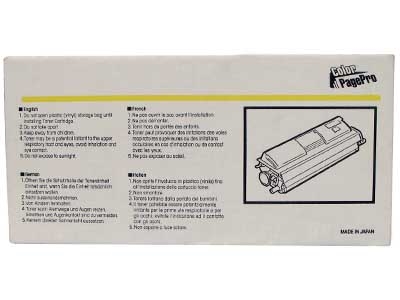 Color
PagePro
English
1. Do not open plastic (vinyl) storage bag until
installing Toner Cartridge.
2. Do not tear apart.
3. Keep away from children.
4. Toner may be potential irritant to the upper
respiratory tract and eyes, avoid inhalation and
eye contact.
5. Do not expose to sunlight.
French
1. Ne pas ouvrir le sac avant l'installation.
2. Ne pas démonter.
3. Tenir hors de portée des enfants.
4. Toner peut provoquer des irritations des voies
respiratoires ou des irritations oculaires
en cas d'inhalation ou de contact avec les
yeux.
5. Ne pas exposer au soleil.
German
1. Öffnen Sie die Schutzhülle der Tonereinheit
erst, wenn Sie die Einheit
einsetzen.
2. Nicht auseinandernehmen.
3. Von Kindern fernhalten.
4. Toner kann Atemwege und Augen reizen.
Einatmen und Augenkontakt sind zu vermeiden.
5. Keinem direkten Sonnenlicht aussetzen.
Italian
1. Non aprire l'involucro in plastica (vinile) fino
all'installazione della cartuccia toner.
2. Non smontare.
3. Tenere lontano dalla portata dei bambini.
4. Il toner potrebbe essere potenzialmente
irritante per le prime vie respiratorie e per
gli occhi, evitare l'inalazione ed il contatto
con gli occhi.
5. Non esporre alla luce solare.
MADE IN JAPAN